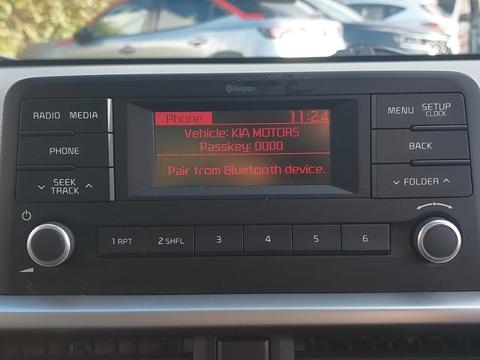 Bluetooth
RADIO MEDIA
PHONE
SEEK
TRACK
Phone 11:24
Vehicle: KIA MOTORS
Passkey: 0000
Pair from Bluetooth device.
MENU SETUP
CLOCK
BACK
FOLDER
1 RPT 2 SHFL 3 4 5 6